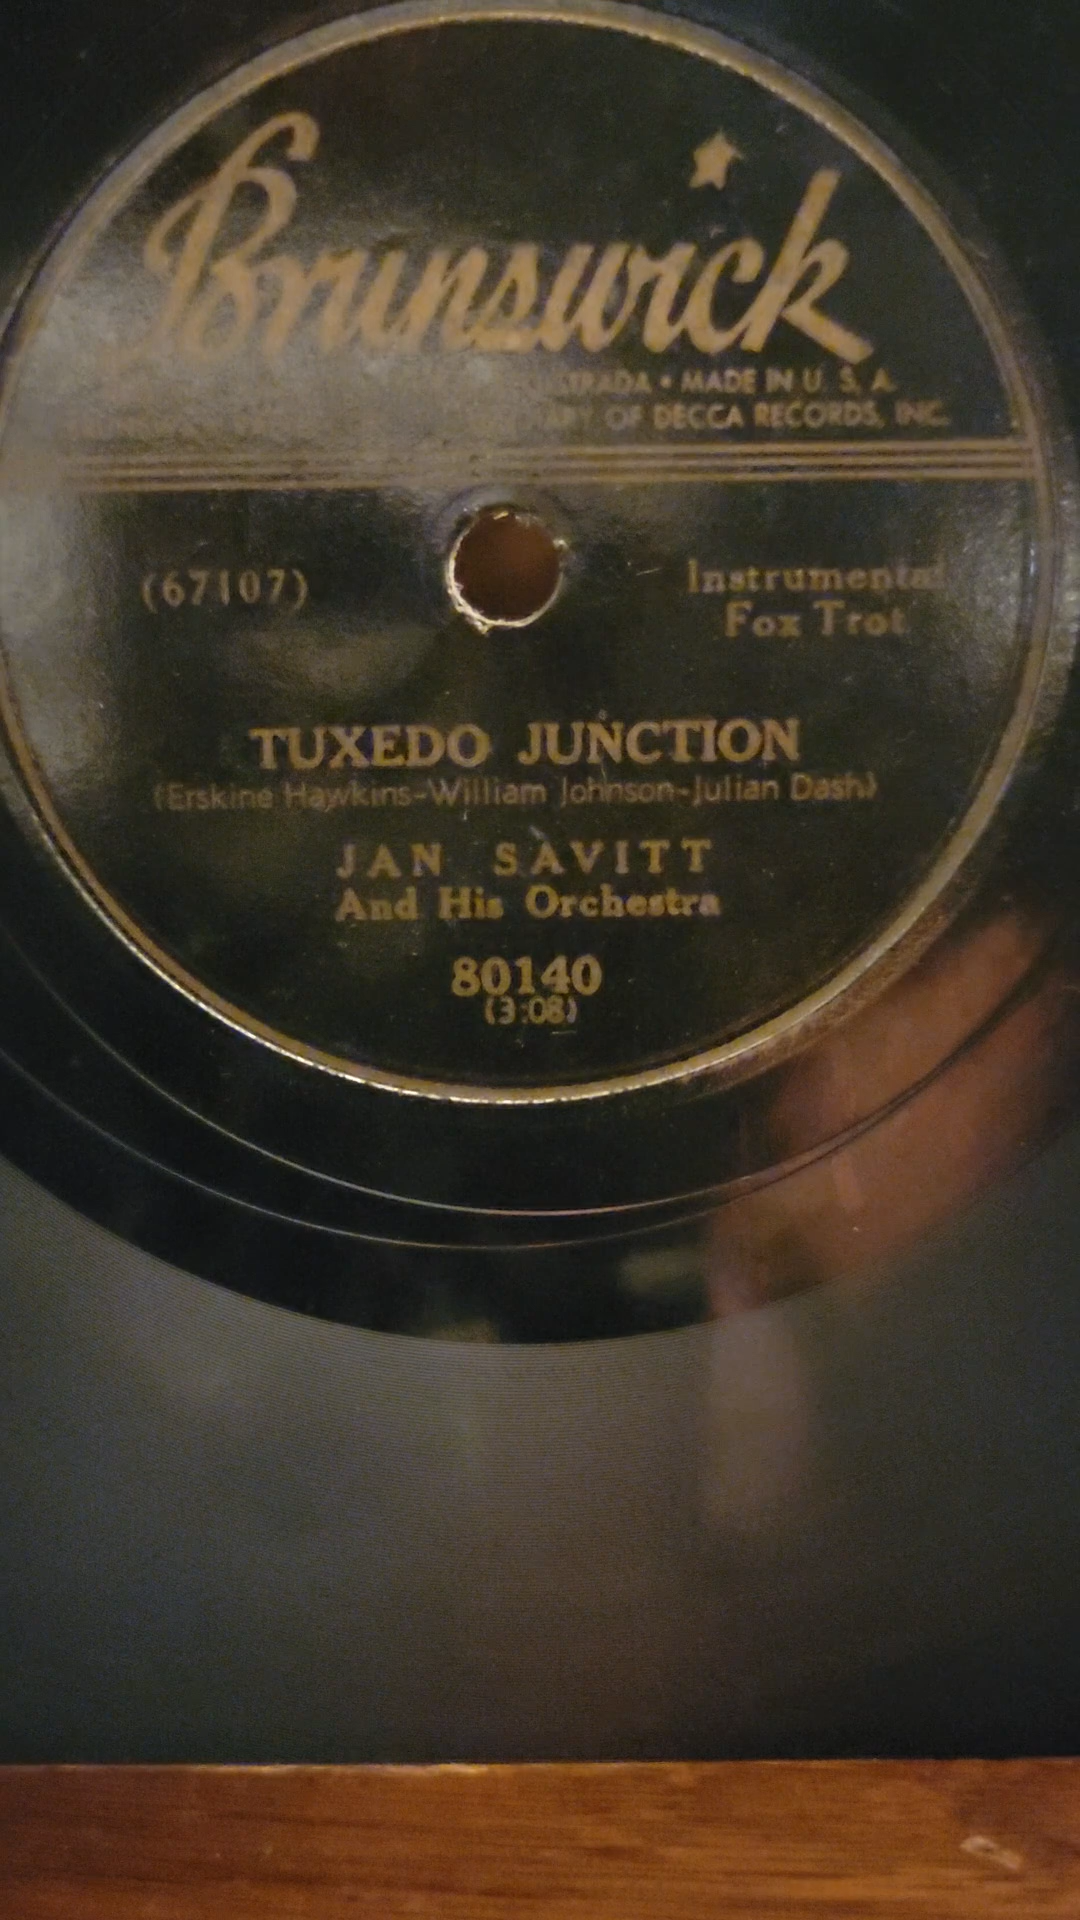 Brunswick
STRADA • MADE IN U. S. A.
OF DECCA RECORDS, INC.
(67107)
Instrumental
Fox Trot
TUXEDO JUNCTION
(Erskine Hawkins-William Johnson-Julian Dash)
JAN SAVITT
And His Orchestra
80140
(3:08)